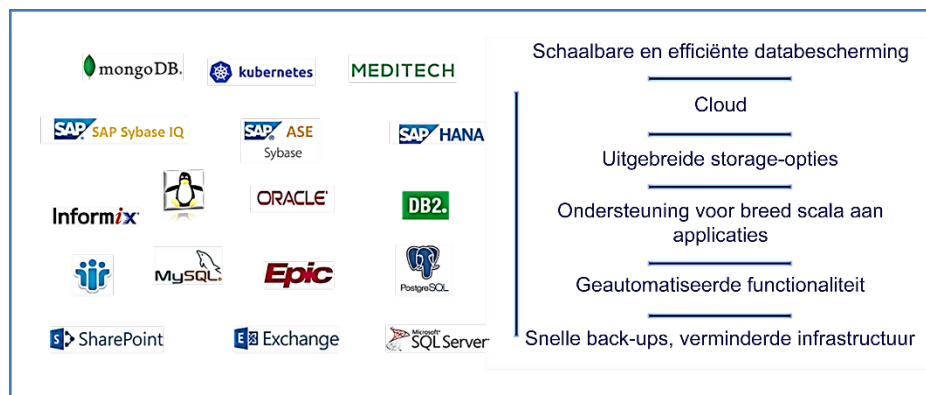 mongoDB.
kubernetes
MEDITECH
SAP SAP Sybase IQ
SAP ASE
Sybase
SAP HANA
Informix
ORACLE
DB2.
MySQL
Epic
PostgreSQL
S SharePoint
E Exchange
Microsoft
SQL Server
Schaalbare en efficiënte databescherming
Cloud
Uitgebreide storage-opties
Ondersteuning voor breed scala aan
applicaties
Geautomatiseerde functionaliteit
Snelle back-ups, verminderde infrastructuur